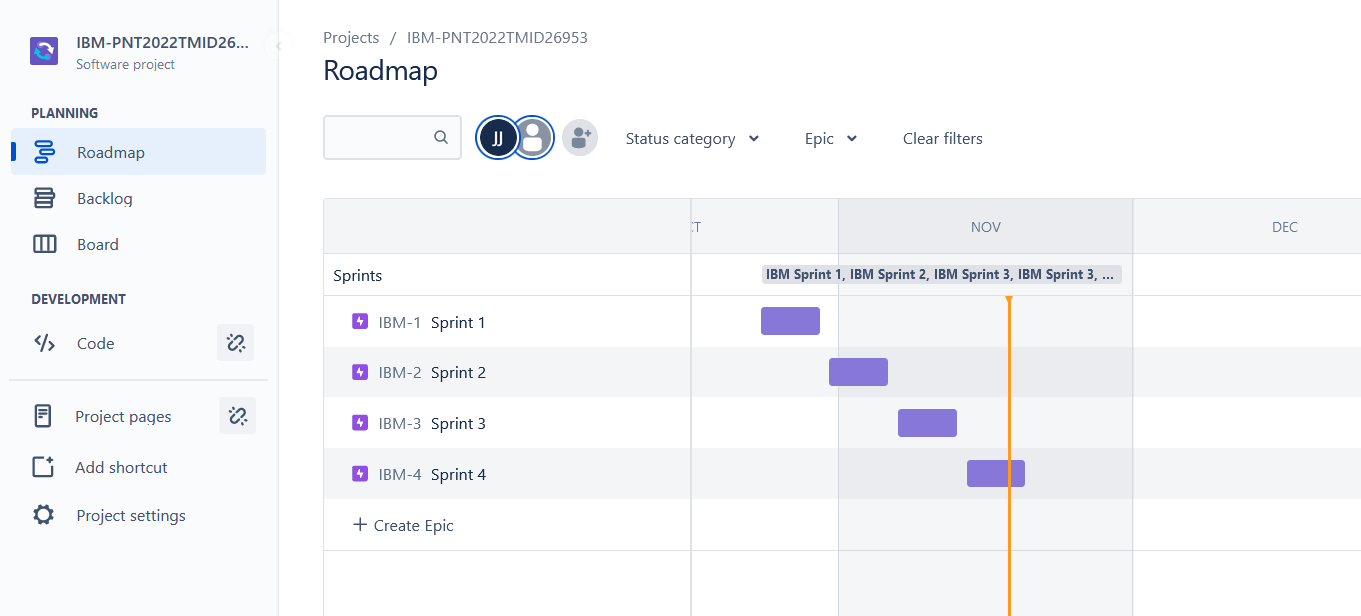 IBM-PNT2022TMID26...
Software project
PLANNING
Roadmap
Backlog
Board
DEVELOPMENT
Code
Project pages
Add shortcut
Project settings
Projects / IBM-PNT2022TMID26953
Roadmap
JJ
Status category
Epic
Clear filters
CT NOV DEC
Sprints
IBM Sprint 1, IBM Sprint 2, IBM Sprint 3, IBM Sprint 3, ...
IBM-1 Sprint 1
IBM-2 Sprint 2
IBM-3 Sprint 3
IBM-4 Sprint 4
+ Create Epic